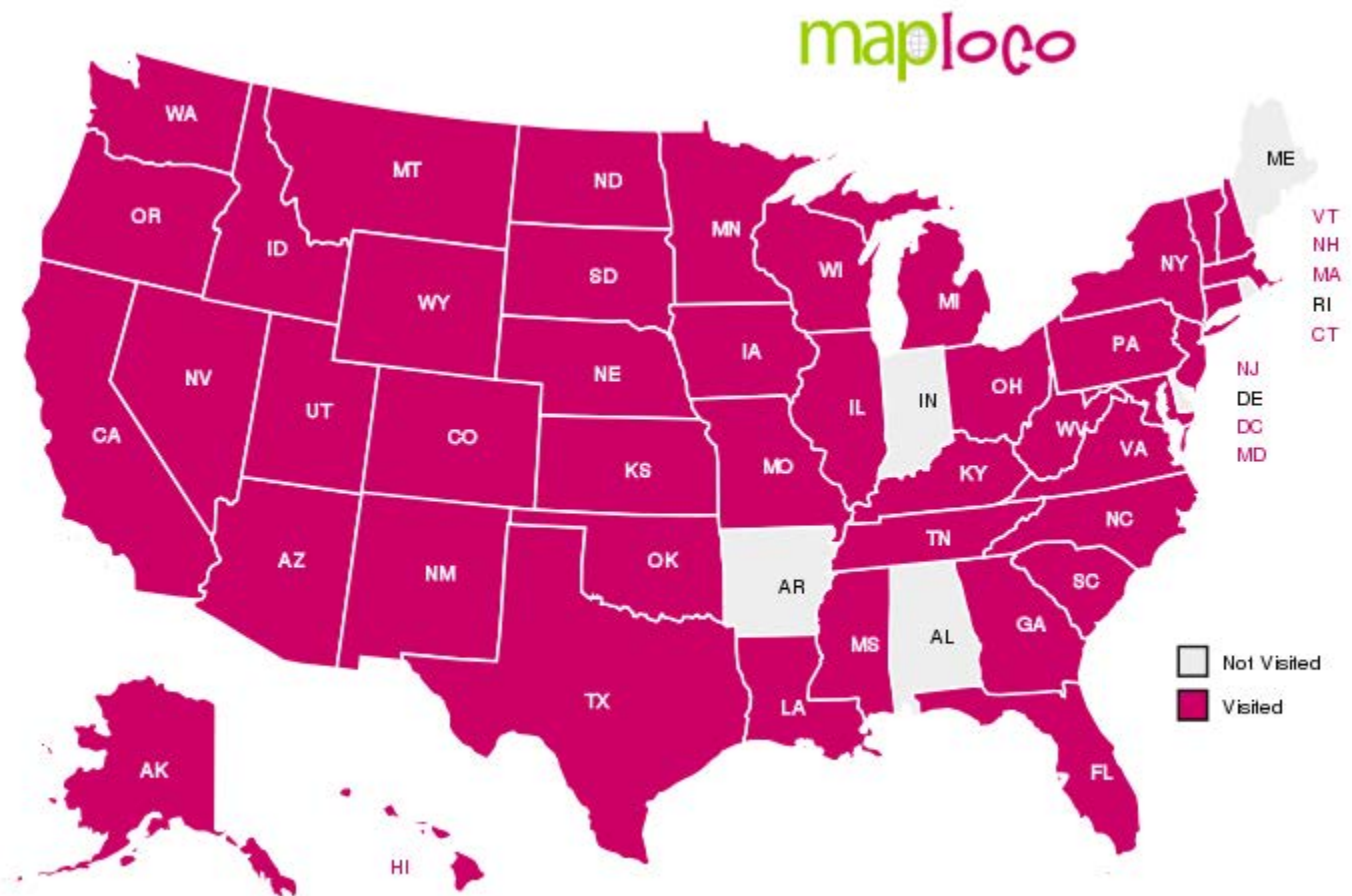 maploco
WA
MT
ND
MN
ME
OR
ID
SD
WI
NY
VT
NH
MA
RI
CT
WY
MI
IA
PA
NJ
DE
DC
MD
NV
NE
OH
IN
IL
UT
CO
CA
WV
VA
KS
MO
KY
NC
TN
AZ
NM
OK
AR
SC
GA
AL
MS
Not Visited
TX
LA
Visited
AK
FL
HI